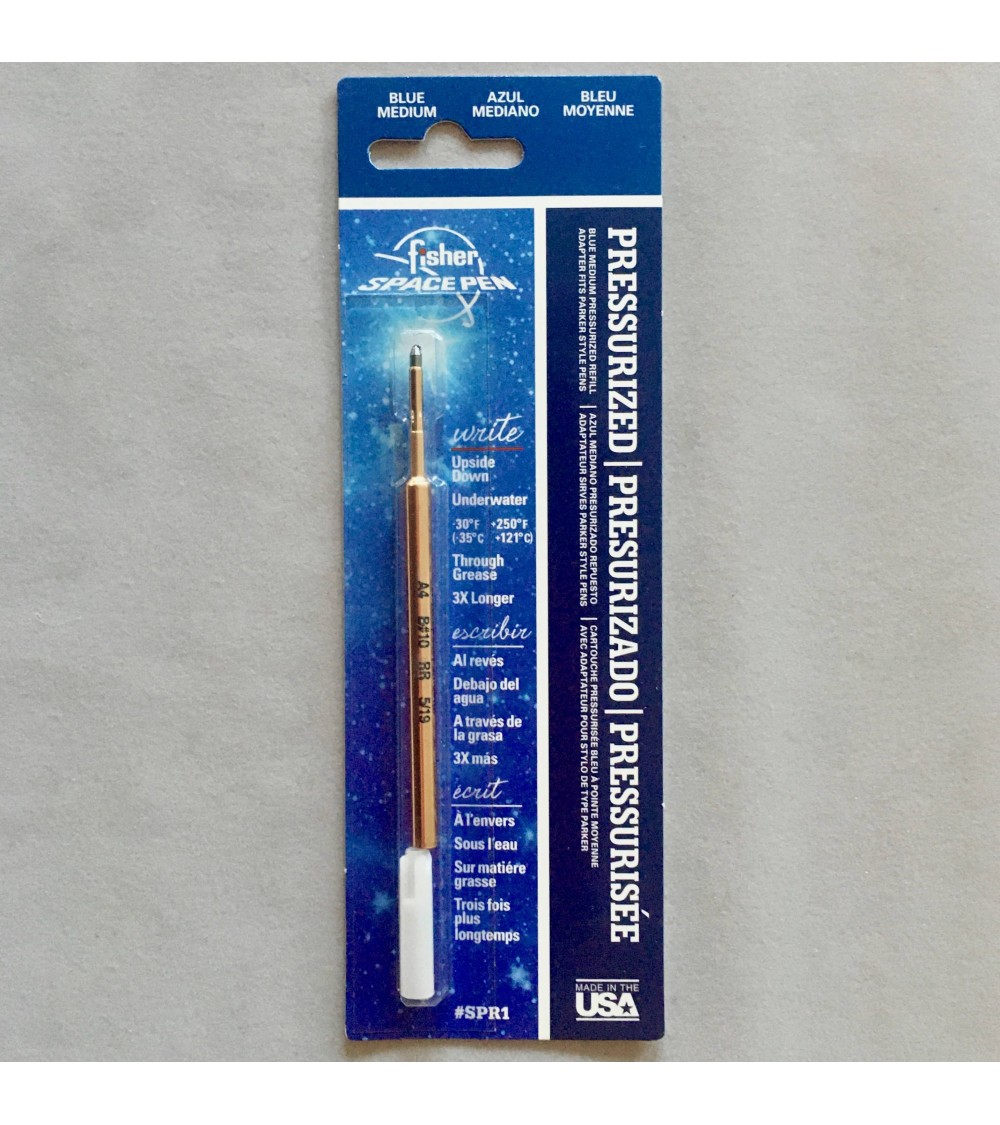 BLUE
MEDIUM
AZUL
MEDIANO
BLEU
MOYENNE
fisher
SPACE PEN
write
Upside
Down
Underwater
-30°F +250°F
(-35°C +121°C)
Through
Grease
3X Longer
escribir
Al revés
Debajo del
agua
A través de
la grasa
3X más
écrit
À l'envers
Sous l'eau
Sur matiére
grasse
Trois fois
plus
longtemps
#SPR1
A4 B#10 RR 5/19
PRESSURIZED | PRESURIZADO | PRESSURISÉE
BLUE MEDIUM PRESSURIZED REFILL | AZUL MEDIANO PRESURIZADO REPUESTO | CARTOUCHE PRESSURISÉE BLEU À POINTE MOYENNE
ADAPTER FITS PARKER STYLE PENS | ADAPTATEUR SIRVES PARKER STYLE PENS | AVEC ADAPTATEUR POUR STYLO DE TYPE PARKER
MADE IN THE
USA